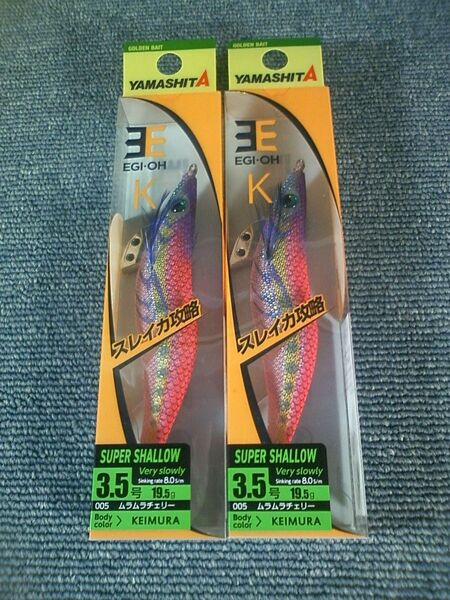 GOLDEN BAIT
YAMASHITA
EGI-OH
K
スレイカ攻略
SUPER SHALLOW
Very slowly
Sinking rate 8.0 S/m
3.5号 19.5g
005 ムラムラチェリー
Body color > KEIMURA
GOLDEN BAIT
YAMASHITA
EGI-OH
K
スレイカ攻略
SUPER SHALLOW
Very slowly
Sinking rate 8.0 S/m
3.5号 19.5g
005 ムラムラチェリー
Body color > KEIMURA